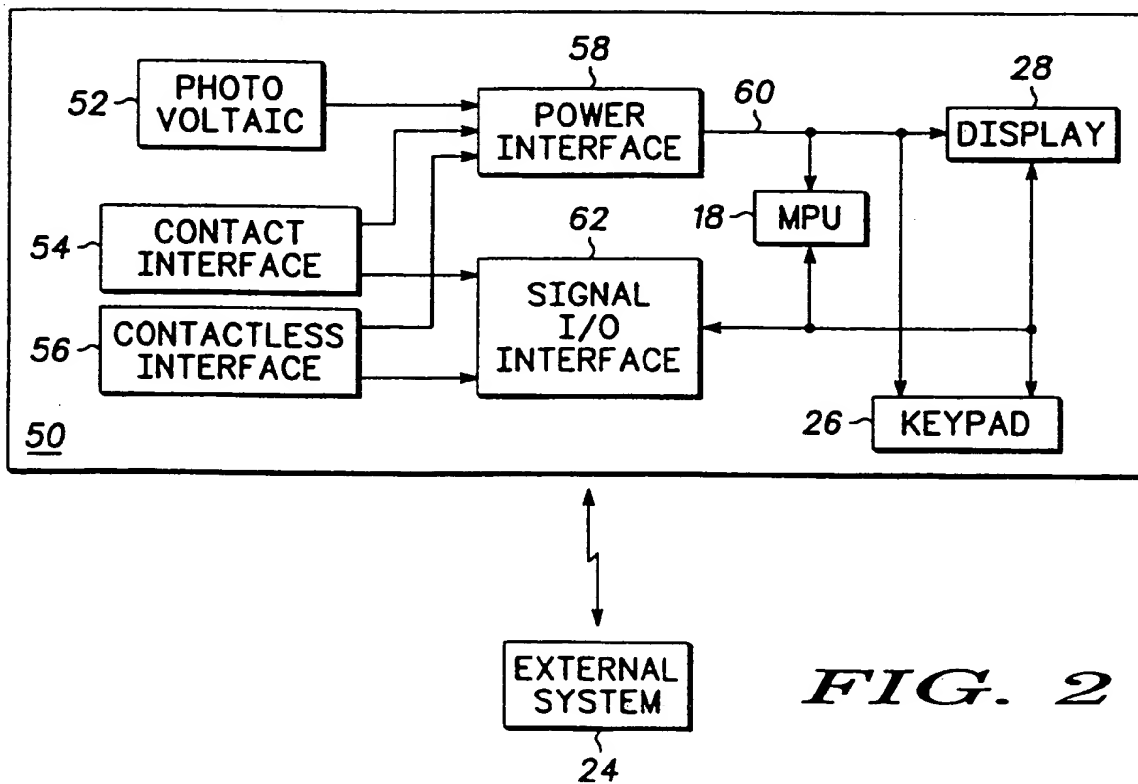 52
PHOTO
VOLTAIC
58
POWER
INTERFACE
60
28
DISPLAY
18
MPU
54
CONTACT
INTERFACE
62
SIGNAL
I/O
INTERFACE
56
CONTACTLESS
INTERFACE
26
KEYPAD
50
EXTERNAL
SYSTEM
24
FIG. 2